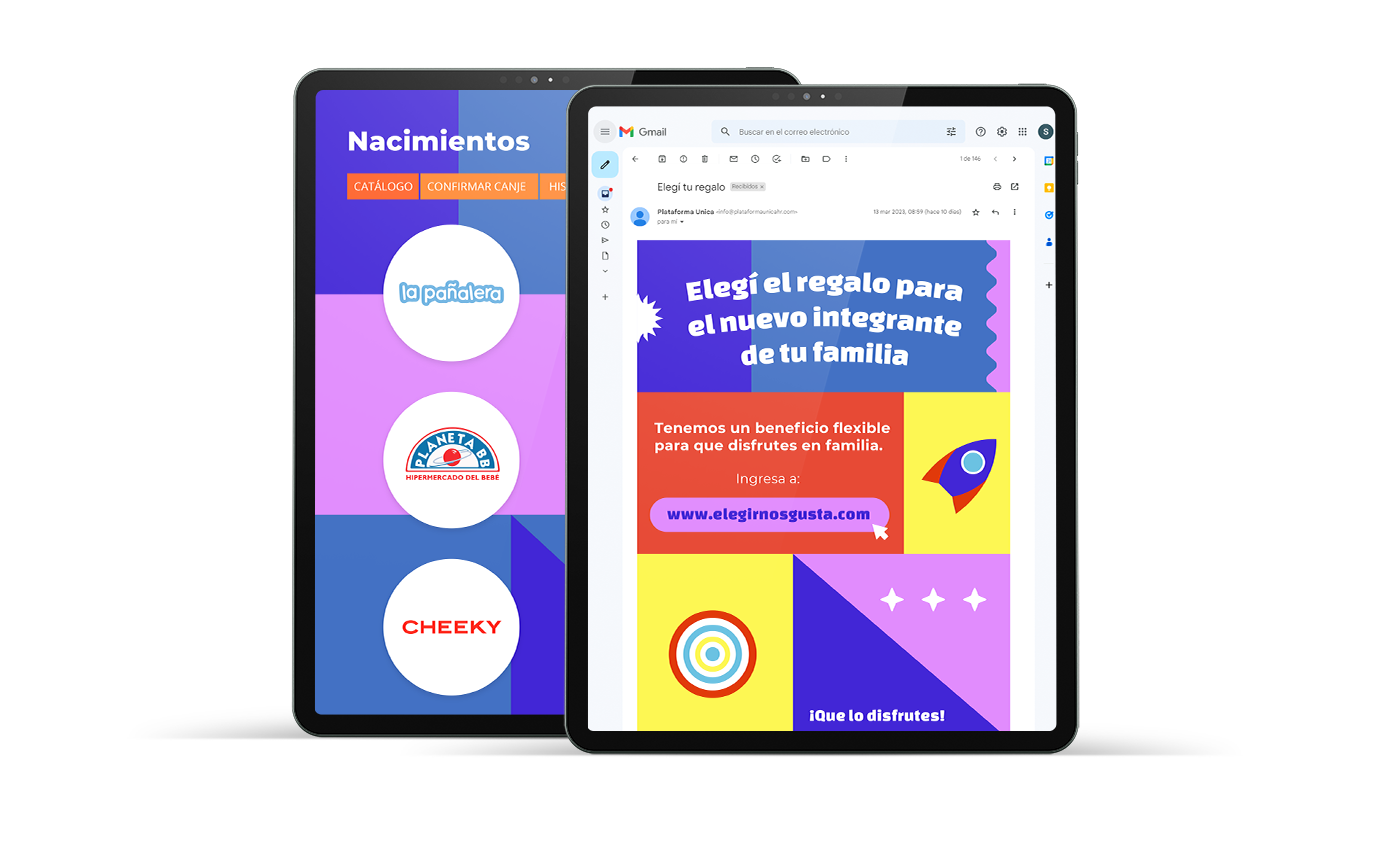 Nacimientos
CATÁLOGO
CONFIRMAR CANJE
HIS
la pañalera
PLANETA BB
HIPERMERCADO DEL BEBE
CHEEKY
Gmail
Buscar en el correo electrónico
S
1 de 146
Elegí tu regalo
Recibidos ×
Plataforma Unica <info@plataformaunicahr.com>
13 mar 2023, 08:59 (hace 10 días)
para mí
Elegí el regalo para
el nuevo integrante
de tu familia
Tenemos un beneficio flexible
para que disfrutes en familia.
Ingresa a:
www.elegirnosgusta.com
¡Que lo disfrutes!